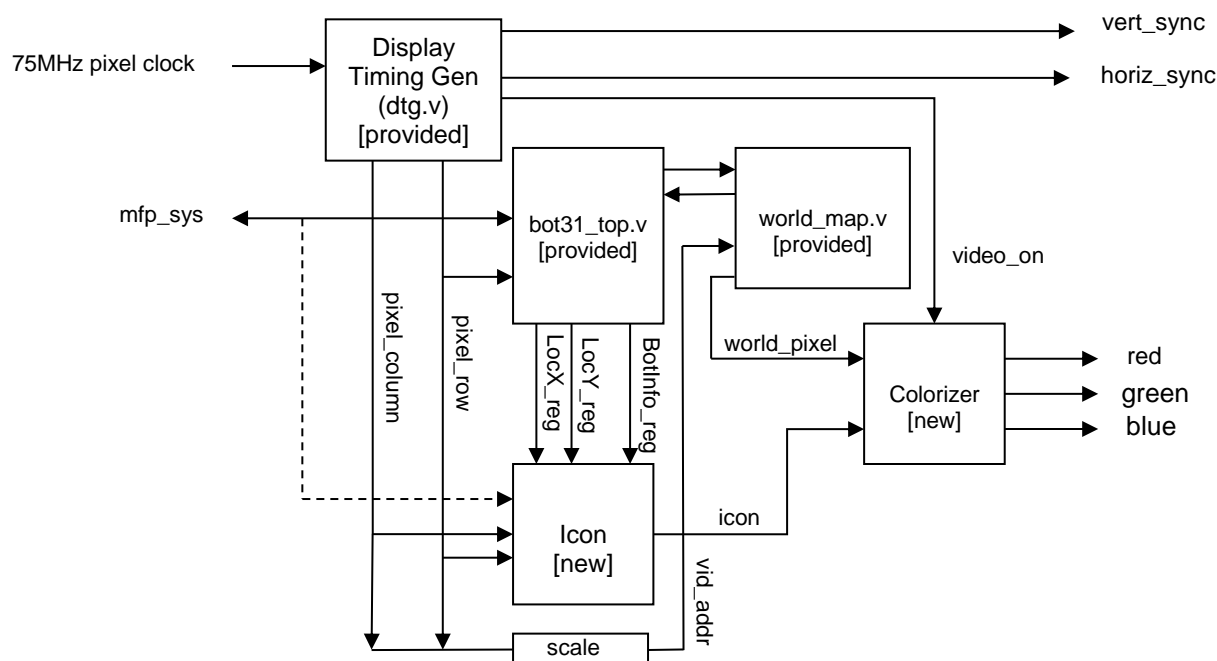 vert_sync
75MHz pixel clock
Display
Timing Gen
(dtg.v)
[provided]
horiz_sync
mfp_sys
bot31_top.v
[provided]
world_map.v
[provided]
video_on
pixel_column
pixel_row
LocX_reg
LocY_reg
BotInfo_reg
world_pixel
Colorizer
[new]
red
green
blue
Icon
[new]
icon
vid_addr
scale